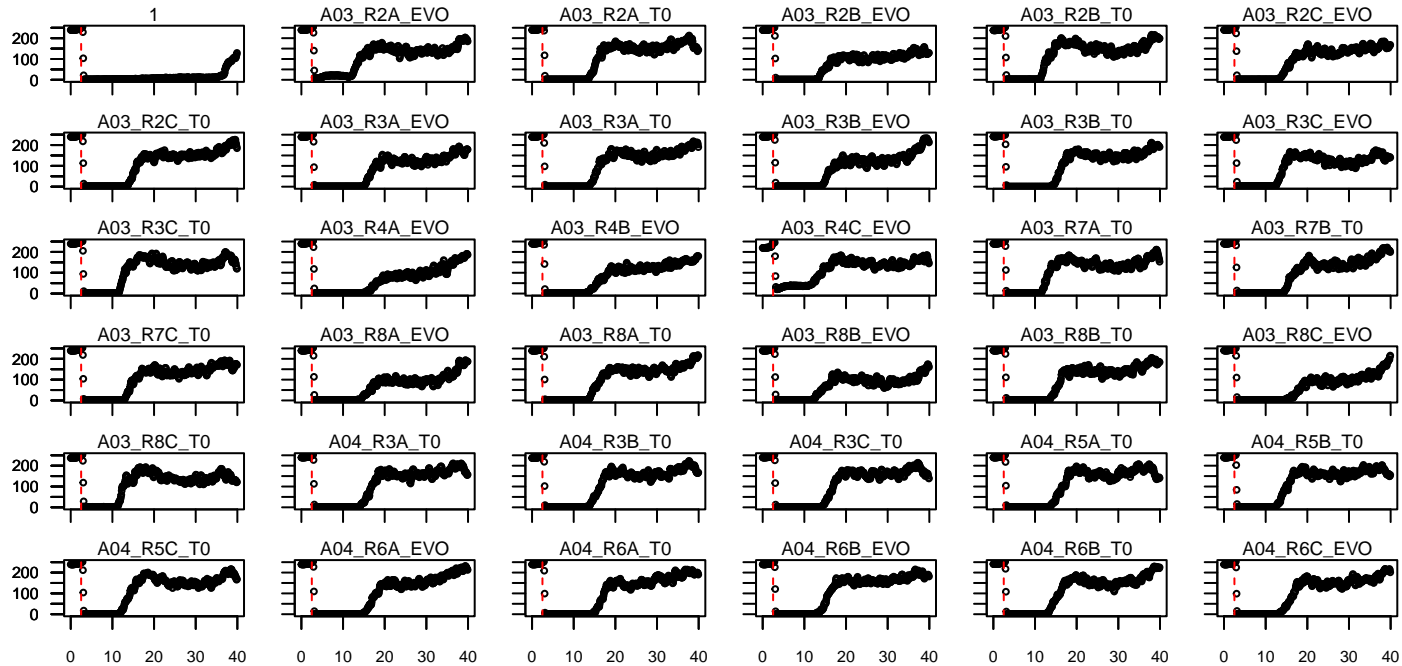 1 A03_R2A_EVO A03_R2A_T0 A03_R2B_EVO A03_R2B_T0 A03_R2C_EVO
200
100
0
A03_R2C_T0 A03_R3A_EVO A03_R3A_T0 A03_R3B_EVO A03_R3B_T0 A03_R3C_EVO
200
100
0
A03_R3C_T0 A03_R4A_EVO A03_R4B_EVO A03_R4C_EVO A03_R7A_T0 A03_R7B_T0
200
100
0
A03_R7C_T0 A03_R8A_EVO A03_R8A_T0 A03_R8B_EVO A03_R8B_T0 A03_R8C_EVO
200
100
0
A03_R8C_T0 A04_R3A_T0 A04_R3B_T0 A04_R3C_T0 A04_R5A_T0 A04_R5B_T0
200
100
0
A04_R5C_T0 A04_R6A_EVO A04_R6A_T0 A04_R6B_EVO A04_R6B_T0 A04_R6C_EVO
200
100
0
0 10 20 30 40 0 10 20 30 40 0 10 20 30 40 0 10 20 30 40 0 10 20 30 40 0 10 20 30 40